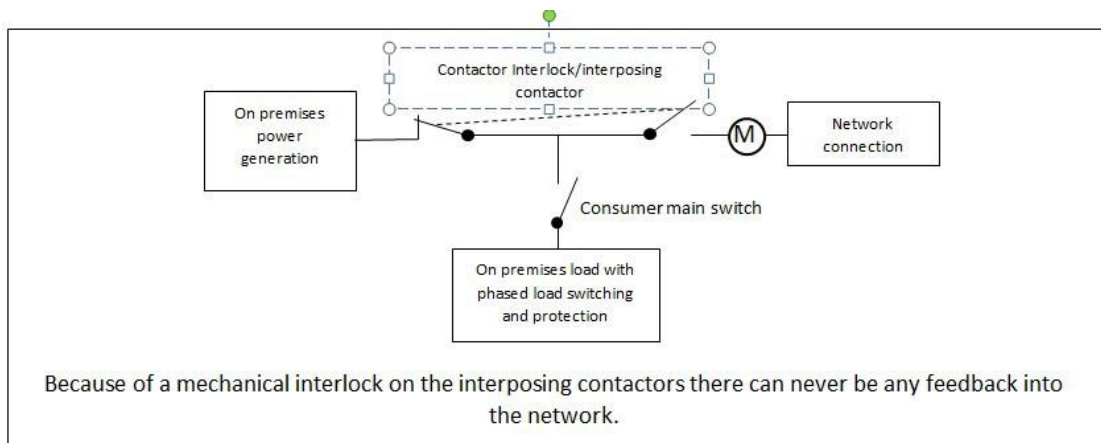 Contactor Interlock/interposing
contactor
On premises
power
generation
M
Network
connection
Consumer main switch
On premises load with
phased load switching
and protection
Because of a mechanical interlock on the interposing contactors there can never be any feedback into
the network.